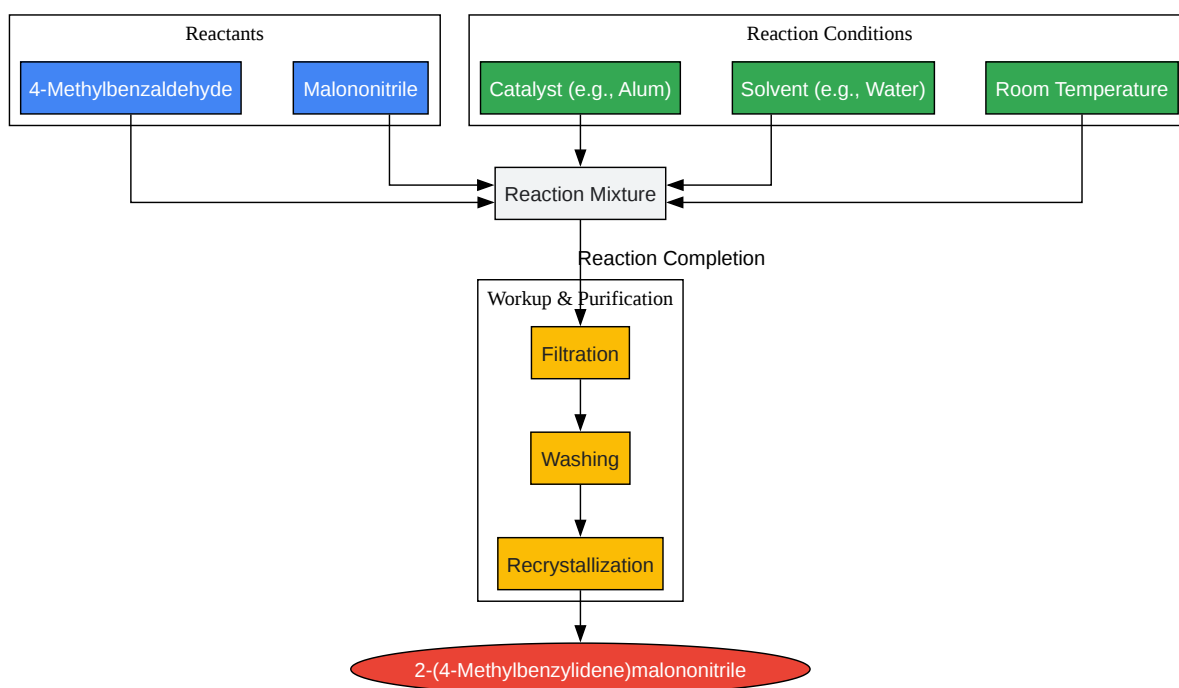 Reactants
Reaction Conditions
4-Methylbenzaldehyde
Malononitrile
Catalyst (e.g., Alum)
Solvent (e.g., Water)
Room Temperature
Reaction Mixture
Reaction Completion
Workup & Purification
Filtration
Washing
Recrystallization
2-(4-Methylbenzylidene)malononitrile